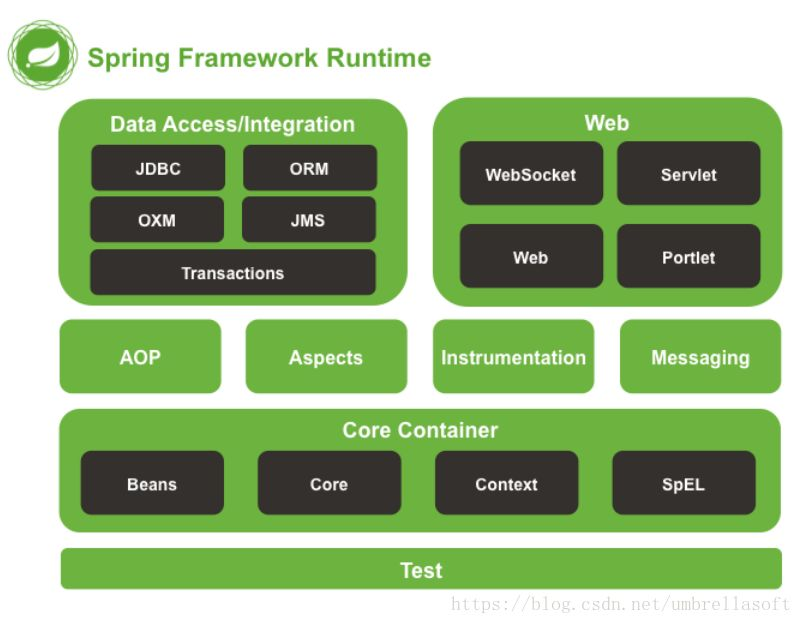 Spring Framework Runtime
Data Access/Integration
JDBC
ORM
OXM
JMS
Transactions
Web
WebSocket
Servlet
Web
Portlet
AOP
Aspects
Instrumentation
Messaging
Core Container
Beans
Core
Context
SpEL
Test
https://blog.csdn.net/umbrellasoft